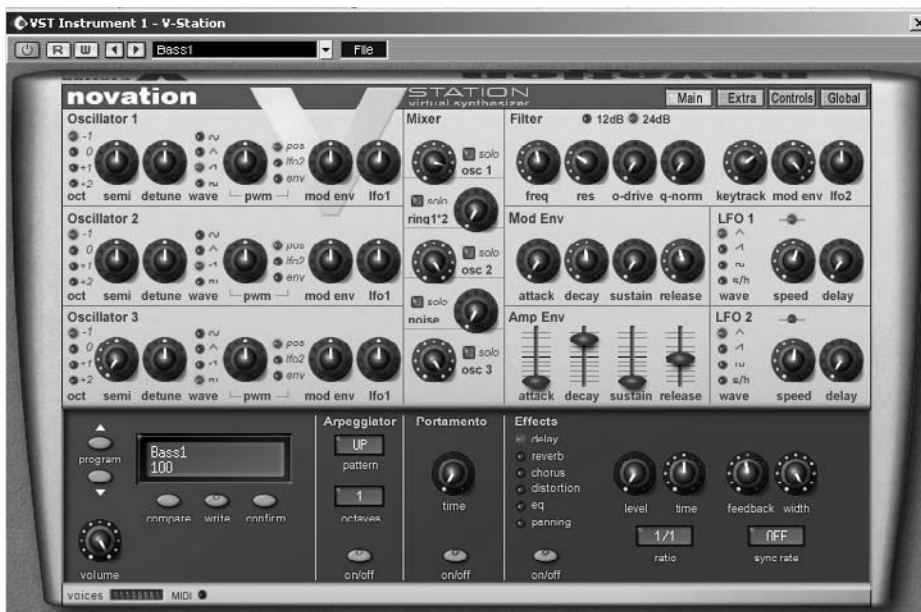 VST Instrument 1 - V-Station
R W Bass1 File
novation V STATION virtual synthesizer Main Extra Controls Global
Oscillator 1
-1
0
+1
+2
oct semi detune wave pwm pos lfo2 env mod env lfo1
Oscillator 2
-1
0
+1
+2
oct semi detune wave pwm pos lfo2 env mod env lfo1
Oscillator 3
-1
0
+1
+2
oct semi detune wave pwm pos lfo2 env mod env lfo1
Mixer
solo
osc 1
solo
ring1*2
solo
osc 2
solo
noise
solo
osc 3
Filter 12dB 24dB
freq res o-drive q-norm keytrack mod env lfo2
Mod Env
attack decay sustain release
LFO 1
s/h
wave speed delay
Amp Env
attack decay sustain release
LFO 2
s/h
wave speed delay
program
Bass1
100
compare write confirm
volume
Arpeggiator
UP
pattern
1
octaves
on/off
Portamento
time
on/off
Effects
delay
reverb
chorus
distortion
eq
panning
on/off
level time feedback width
1/1 OFF
ratio sync rate
voices MIDI